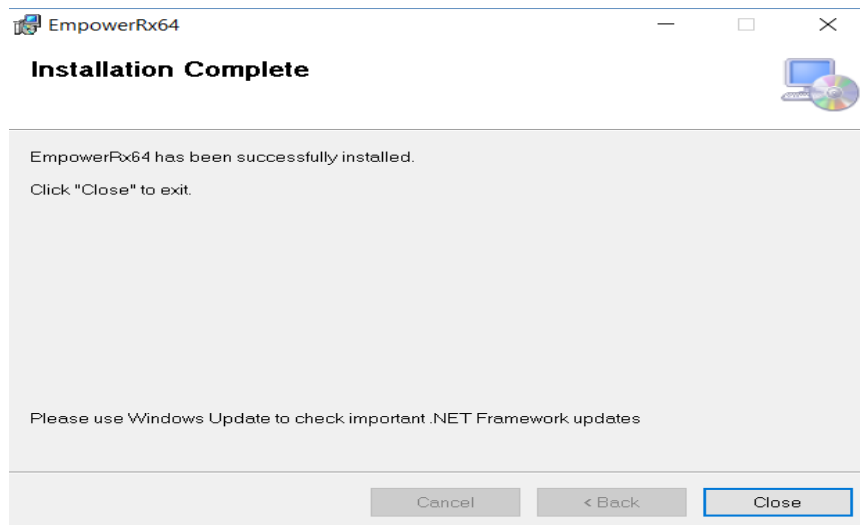 EmpowerRx64
Installation Complete
EmpowerRx64 has been successfully installed.
Click "Close" to exit.
Please use Windows Update to check important .NET Framework updates
Cancel
< Back
Close